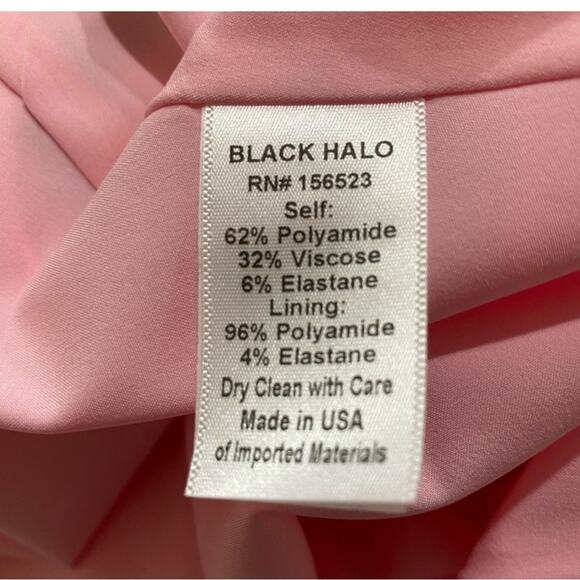 BLACK HALO
RN# 156523
Self:
62% Polyamide
32% Viscose
6% Elastane
Lining:
96% Polyamide
4% Elastane
Dry Clean with Care
Made in USA
of Imported Materials